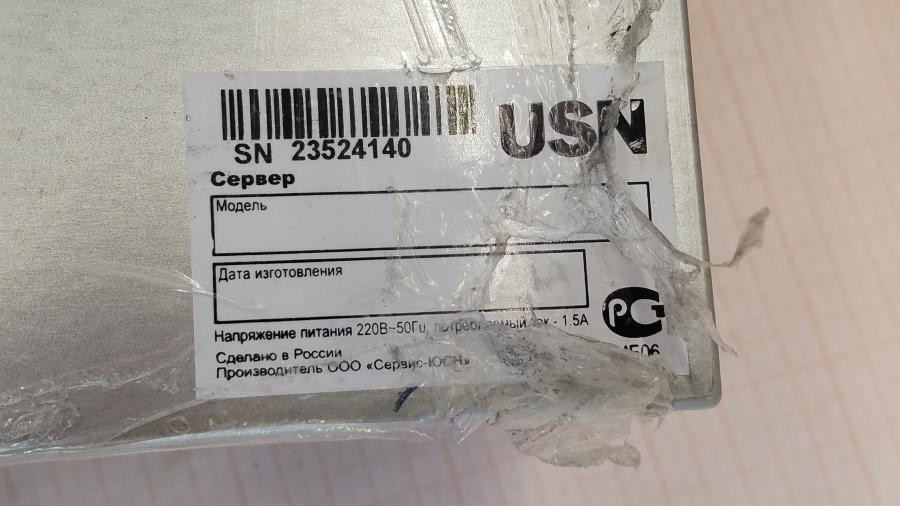 USN
SN 23524140
Сервер
Модель
Дата изготовления
Напряжение питания 220В~50Гц, потребляемый ток - 1.5А
РСТ
Сделано в России
Производитель ООО «Сервис-ЮСН»